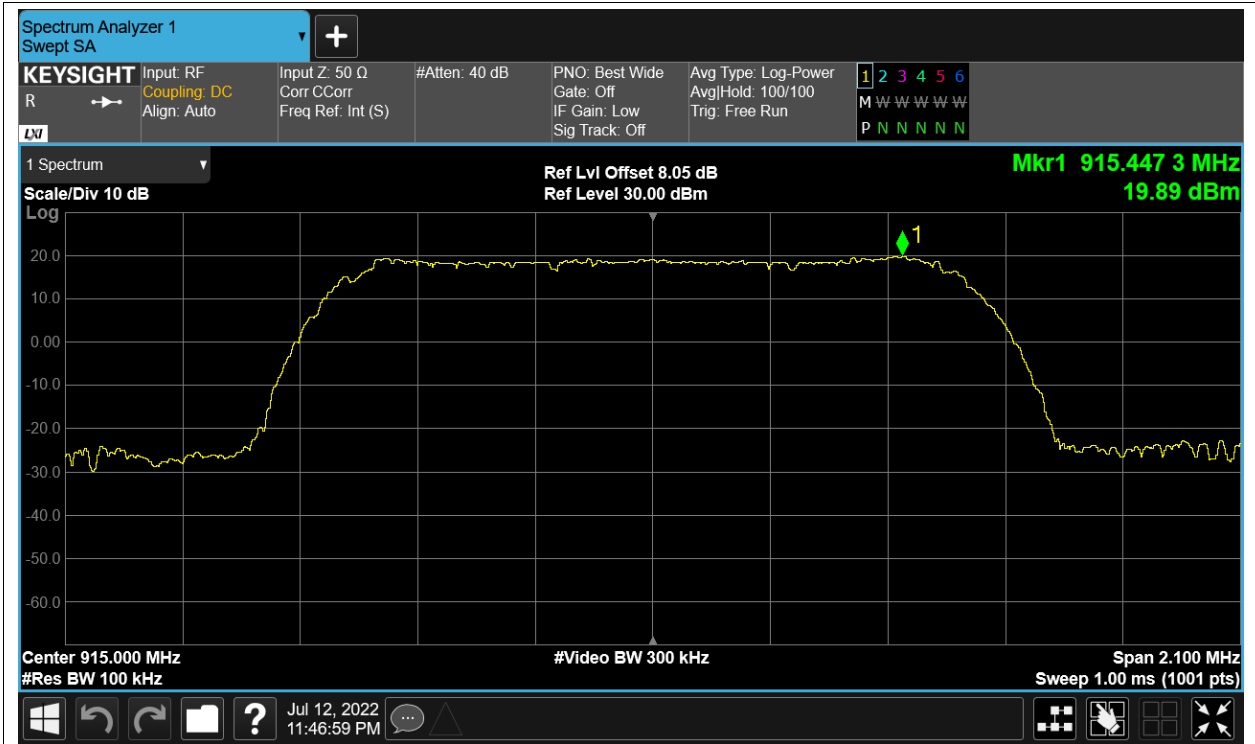 Spectrum Analyzer 1
Swept SA
KEYSIGHT
R
LXI
Input: RF
Coupling: DC
Align: Auto
Input Z: 50 Ω
Corr CCorr
Freq Ref: Int (S)
#Atten: 40 dB
PNO: Best Wide
Gate: Off
IF Gain: Low
Sig Track: Off
Avg Type: Log-Power
Avg|Hold: 100/100
Trig: Free Run
1 2 3 4 5 6
M W W W W W
P N N N N N
1 Spectrum
Scale/Div 10 dB
Log
Ref Lvl Offset 8.05 dB
Ref Level 30.00 dBm
Mkr1 915.447 3 MHz
19.89 dBm
1
20.0
10.0
0.00
-10.0
-20.0
-30.0
-40.0
-50.0
-60.0
Center 915.000 MHz
#Video BW 300 kHz
Span 2.100 MHz
#Res BW 100 kHz
Sweep 1.00 ms (1001 pts)
?
Jul 12, 2022
11:46:59 PM